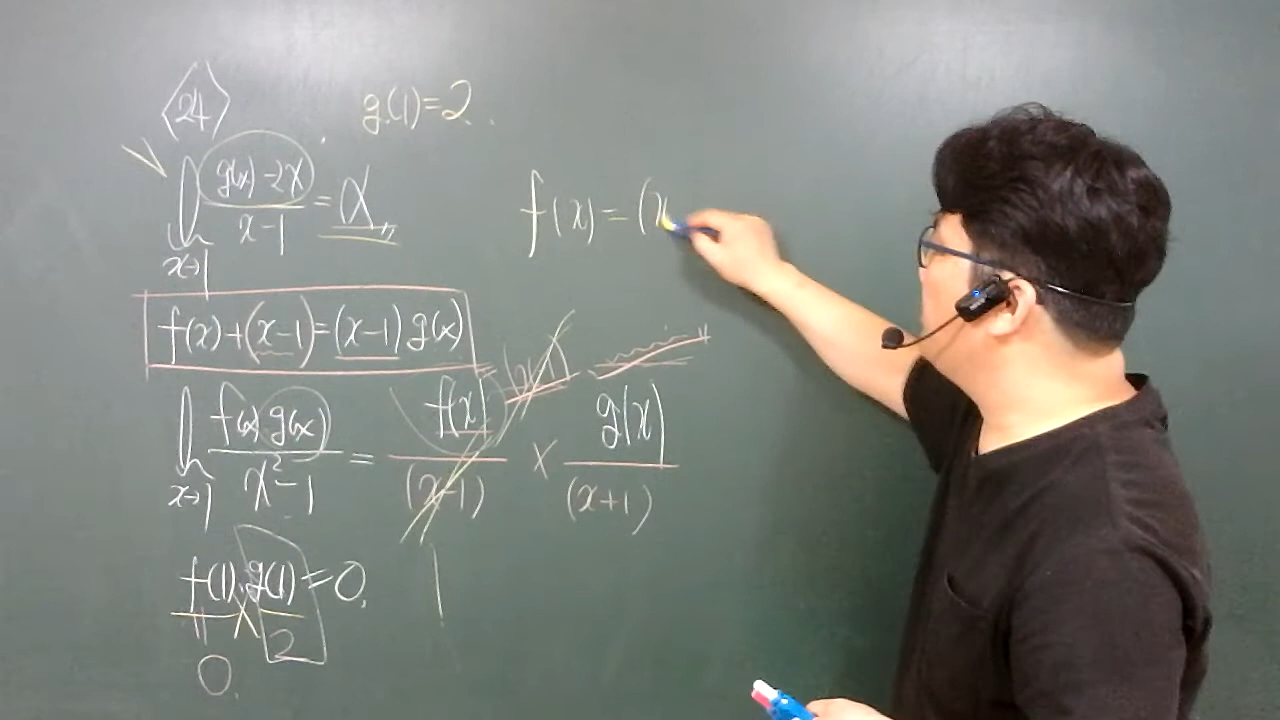 <24>
g(1)=2.
lim x→1 (g(x)-2x)/(x-1) = α
f(x)= (x
f(x)+(x-1)=(x-1)g(x)
lim x→1 f(x)g(x)/(x²-1) = f(x)/(x-1) × g(x)/(x+1)
f(1)·g(1)=0.
0.
2